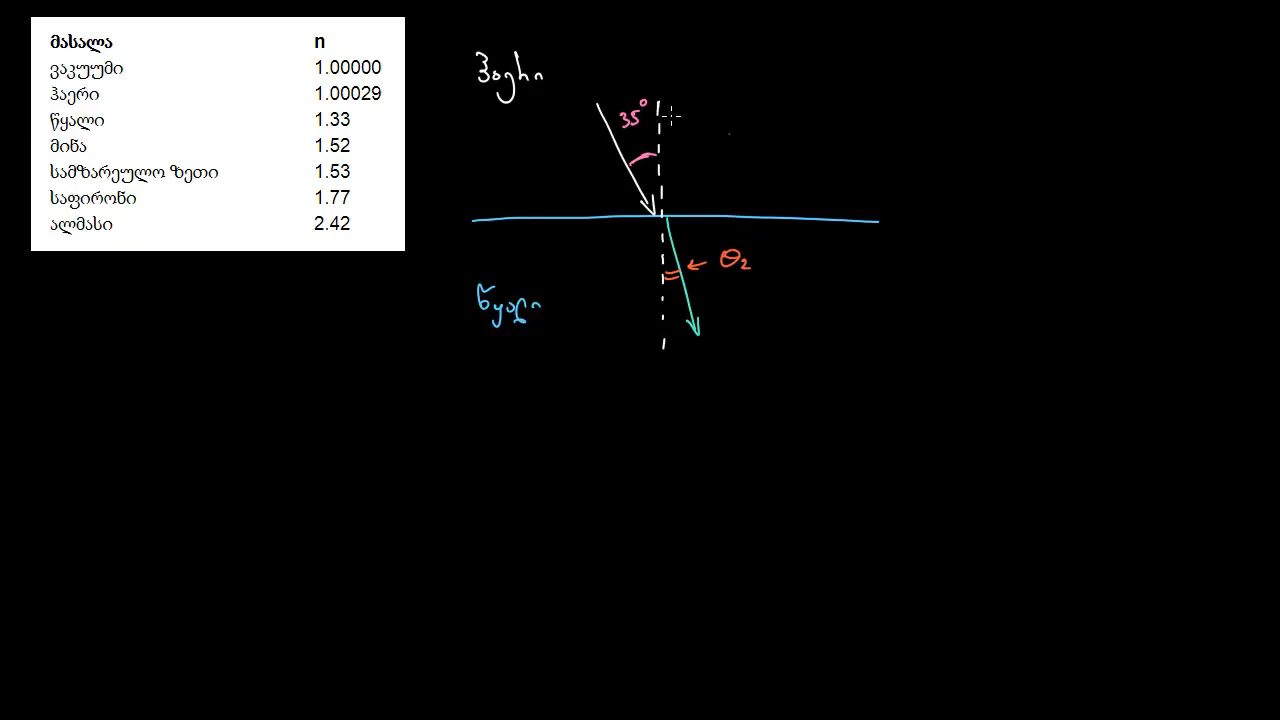 მასალა n
ვაკუუმი 1.00000
ჰაერი 1.00029
წყალი 1.33
მინა 1.52
სამზარეულო ზეთი 1.53
საფირონი 1.77
ალმასი 2.42
ჰაერი
35°
θ₂
წყალი